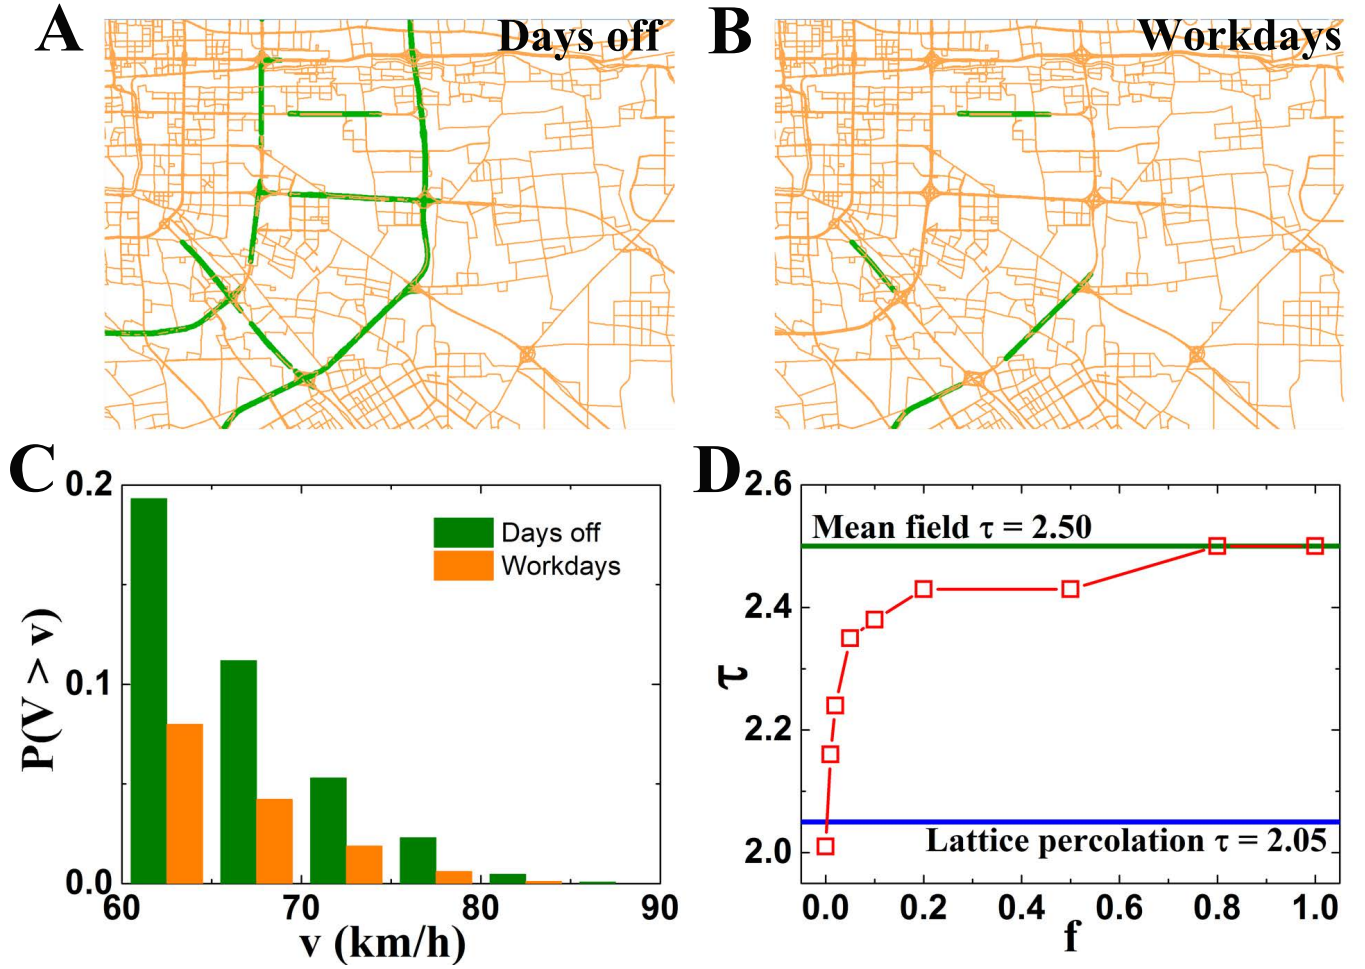 A
Days off
B
Workdays
C
0.2
0.1
0.0
P(V > v)
Days off
Workdays
60
70
80
90
v (km/h)
D
2.6
2.4
2.2
2.0
τ
Mean field τ = 2.50
Lattice percolation τ = 2.05
0.0
0.2
0.4
0.6
0.8
1.0
f